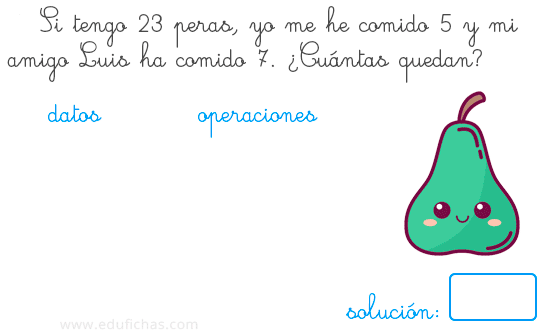 Si tengo 23 peras, yo me he comido 5 y mi
amigo Luis ha comido 7. ¿Cuántas quedan?
datos operaciones
solución:
www.edufichas.com